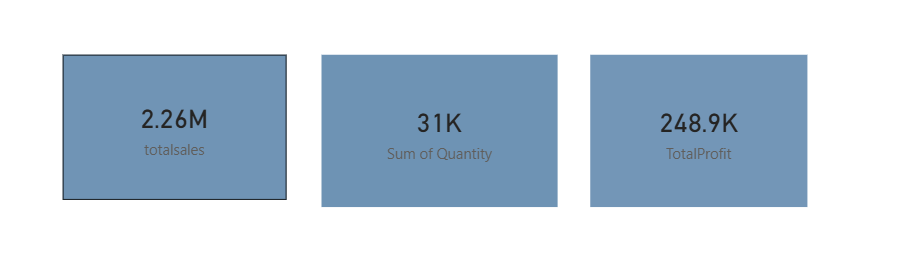 2.26M
totalsales
31K
Sum of Quantity
248.9K
TotalProfit